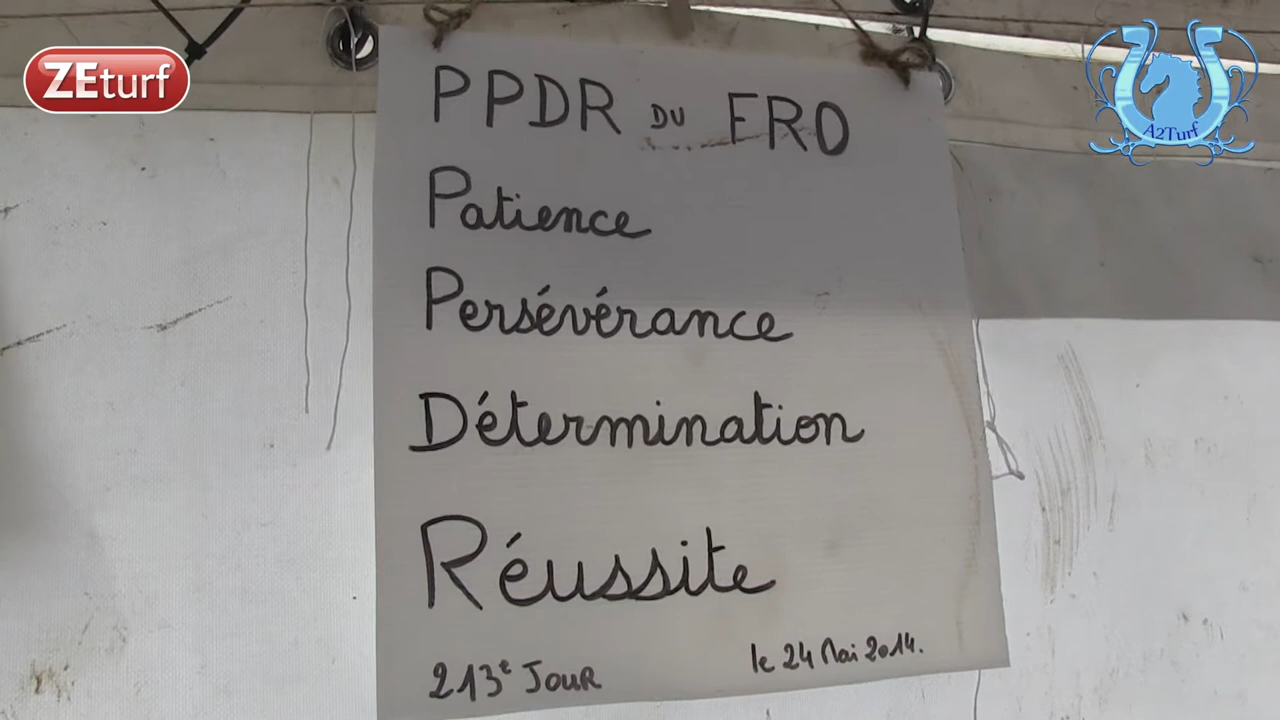 ZEturf
A2Turf
PPDR DU FRO
Patience
Persévérance
Détermination
Réussite
213e JOUR
le 24 Mai 2014.